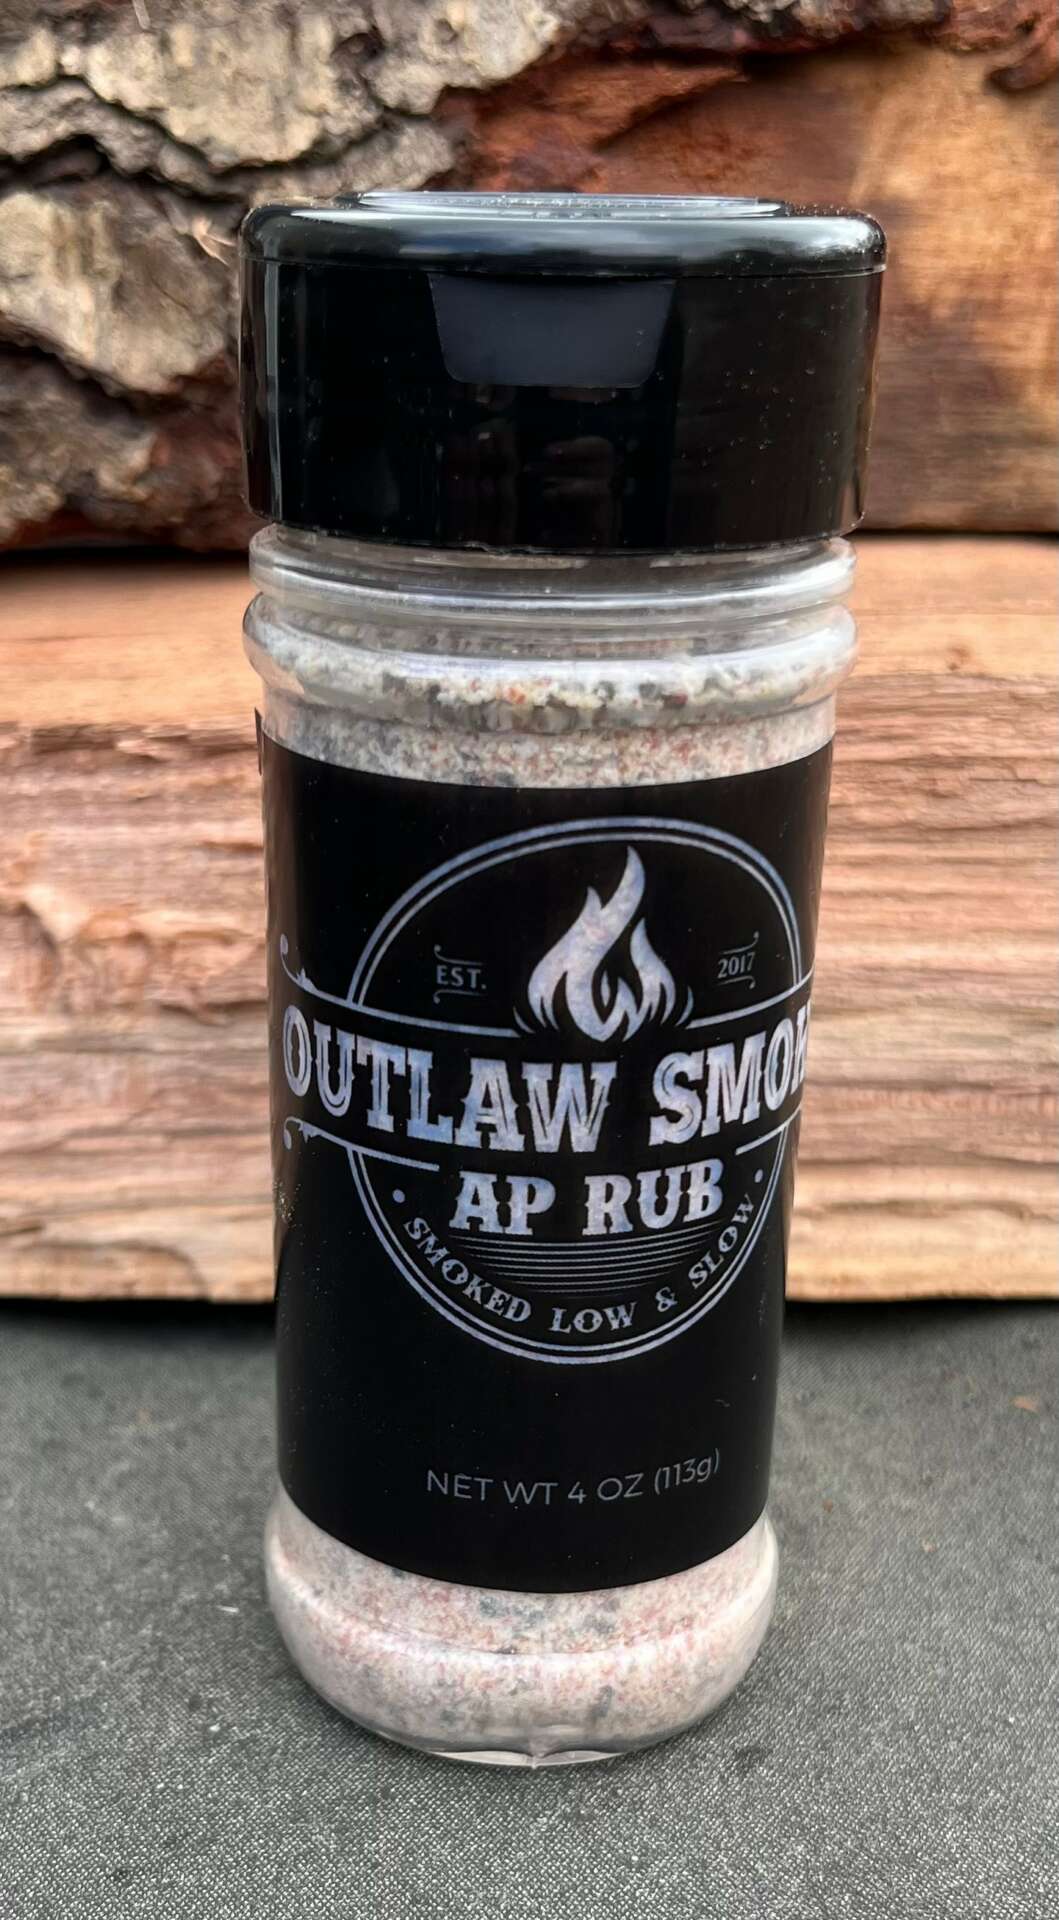 EST. 2017
OUTLAW SMOK
AP RUB
SMOKED LOW & SLOW
NET WT 4 OZ (113g)